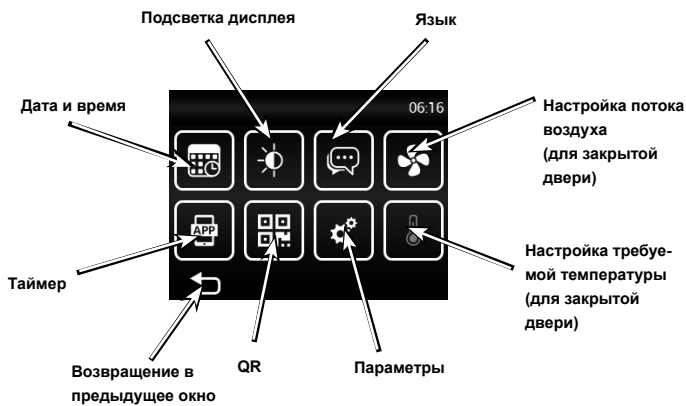 Подсветка дисплея
Язык
Дата и время
06:16
Настройка потока
воздуха
(для закрытой
двери)
APP
Настройка требуе-
мой температуры
(для закрытой
двери)
Таймер
QR
Параметры
Возвращение в
предыдущее окно